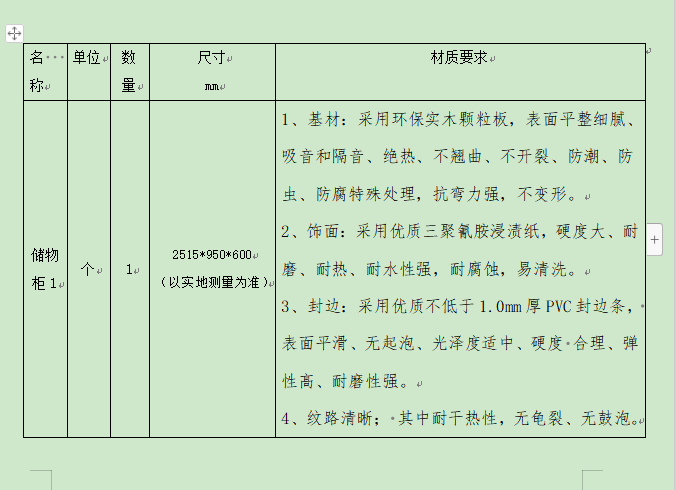 名 单位 数 尺寸 材质要求
称 量 mm
1、基材：采用环保实木颗粒板，表面平整细腻、
吸音和隔音、绝热、不翘曲、不开裂、防潮、防
虫、防腐特殊处理，抗弯力强，不变形。
2、饰面：采用优质三聚氰胺浸渍纸，硬度大、耐
储物 个 1 2515*950*600
柜1 （以实地测量为准）
磨、耐热、耐水性强，耐腐蚀，易清洗。
3、封边：采用优质不低于1.0mm厚PVC封边条，
表面平滑、无起泡、光泽度适中、硬度 合理、弹
性高、耐磨性强。
4、纹路清晰； 其中耐干热性，无龟裂、无鼓泡。